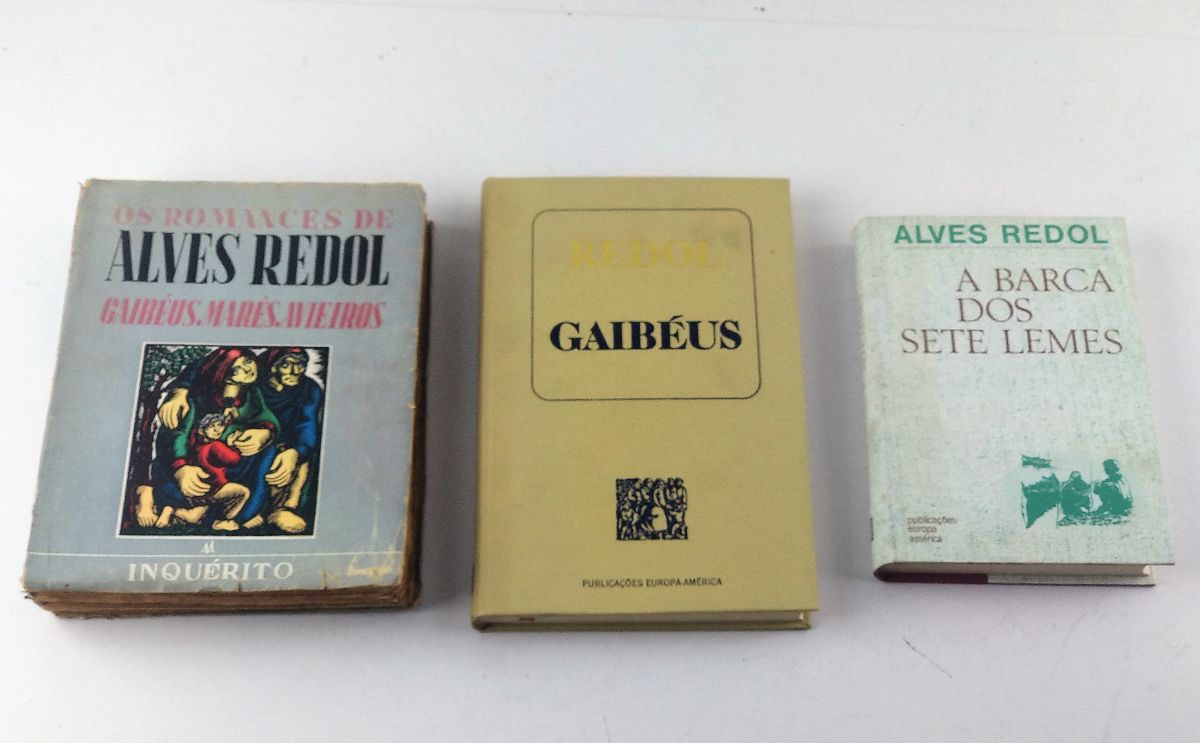 OS ROMANCES DE
ALVES REDOL
GAIBÉUS, MARÉS, AVIEIROS
INQUÉRITO
REDOL
GAIBÉUS
PUBLICAÇÕES EUROPA-AMÉRICA
ALVES REDOL
A BARCA
DOS
SETE LEMES
publicações
europa
américa